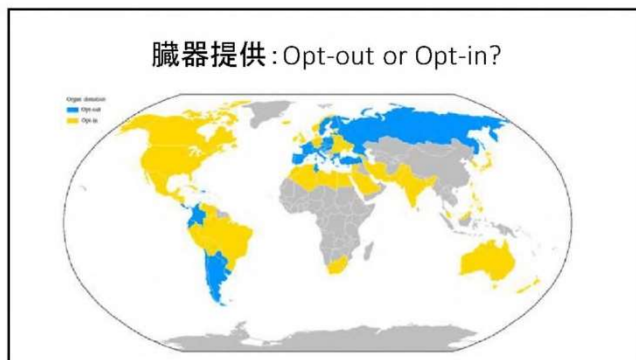 臓器提供:Opt-out or Opt-in?
Organ donation
Opt-out
Opt-in